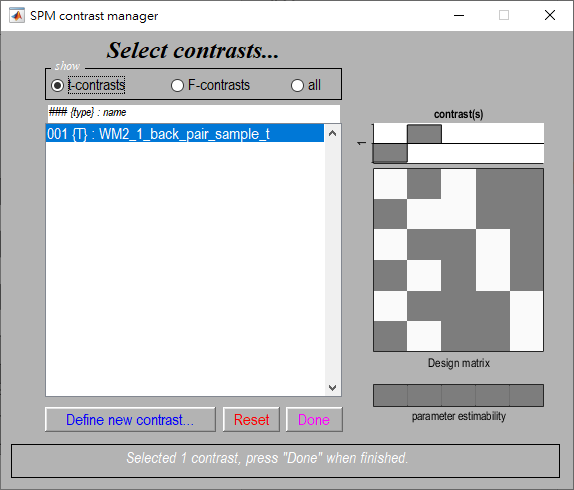 SPM contrast manager
Select contrasts...
show
t-contrasts
F-contrasts
all
### {type} : name
001 {T} : WM2_1_back_pair_sample_t
contrast(s)
1
Design matrix
parameter estimability
Define new contrast...
Reset
Done
Selected 1 contrast, press "Done" when finished.